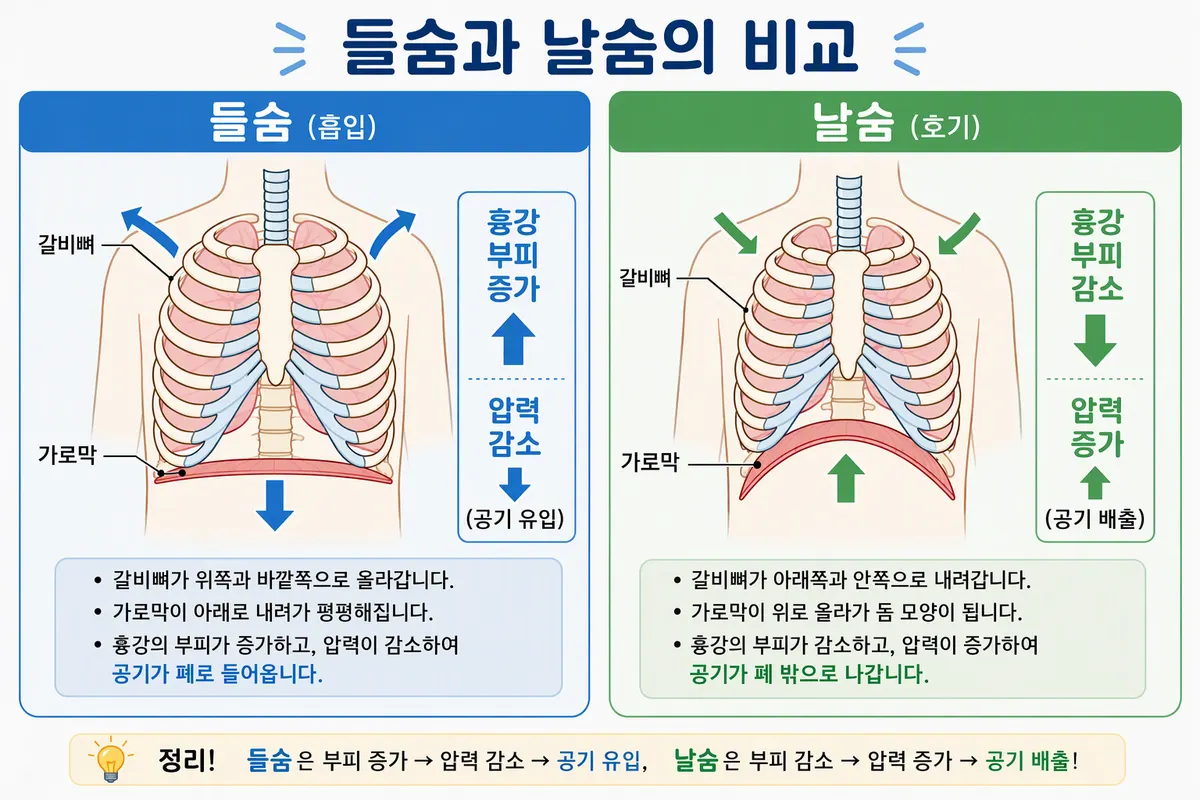 들숨과 날숨의 비교
들숨 (흡입)
갈비뼈
가로막
흉강
부피
증가
압력
감소
(공기 유입)
• 갈비뼈가 위쪽과 바깥쪽으로 올라갑니다.
• 가로막이 아래로 내려가 평평해집니다.
• 흉강의 부피가 증가하고, 압력이 감소하여
공기가 폐로 들어옵니다.
날숨 (호기)
갈비뼈
가로막
흉강
부피
감소
압력
증가
(공기 배출)
• 갈비뼈가 아래쪽과 안쪽으로 내려갑니다.
• 가로막이 위로 올라가 돔 모양이 됩니다.
• 흉강의 부피가 감소하고, 압력이 증가하여
공기가 폐 밖으로 나갑니다.
정리! 들숨은 부피 증가 → 압력 감소 → 공기 유입, 날숨은 부피 감소 → 압력 증가 → 공기 배출!